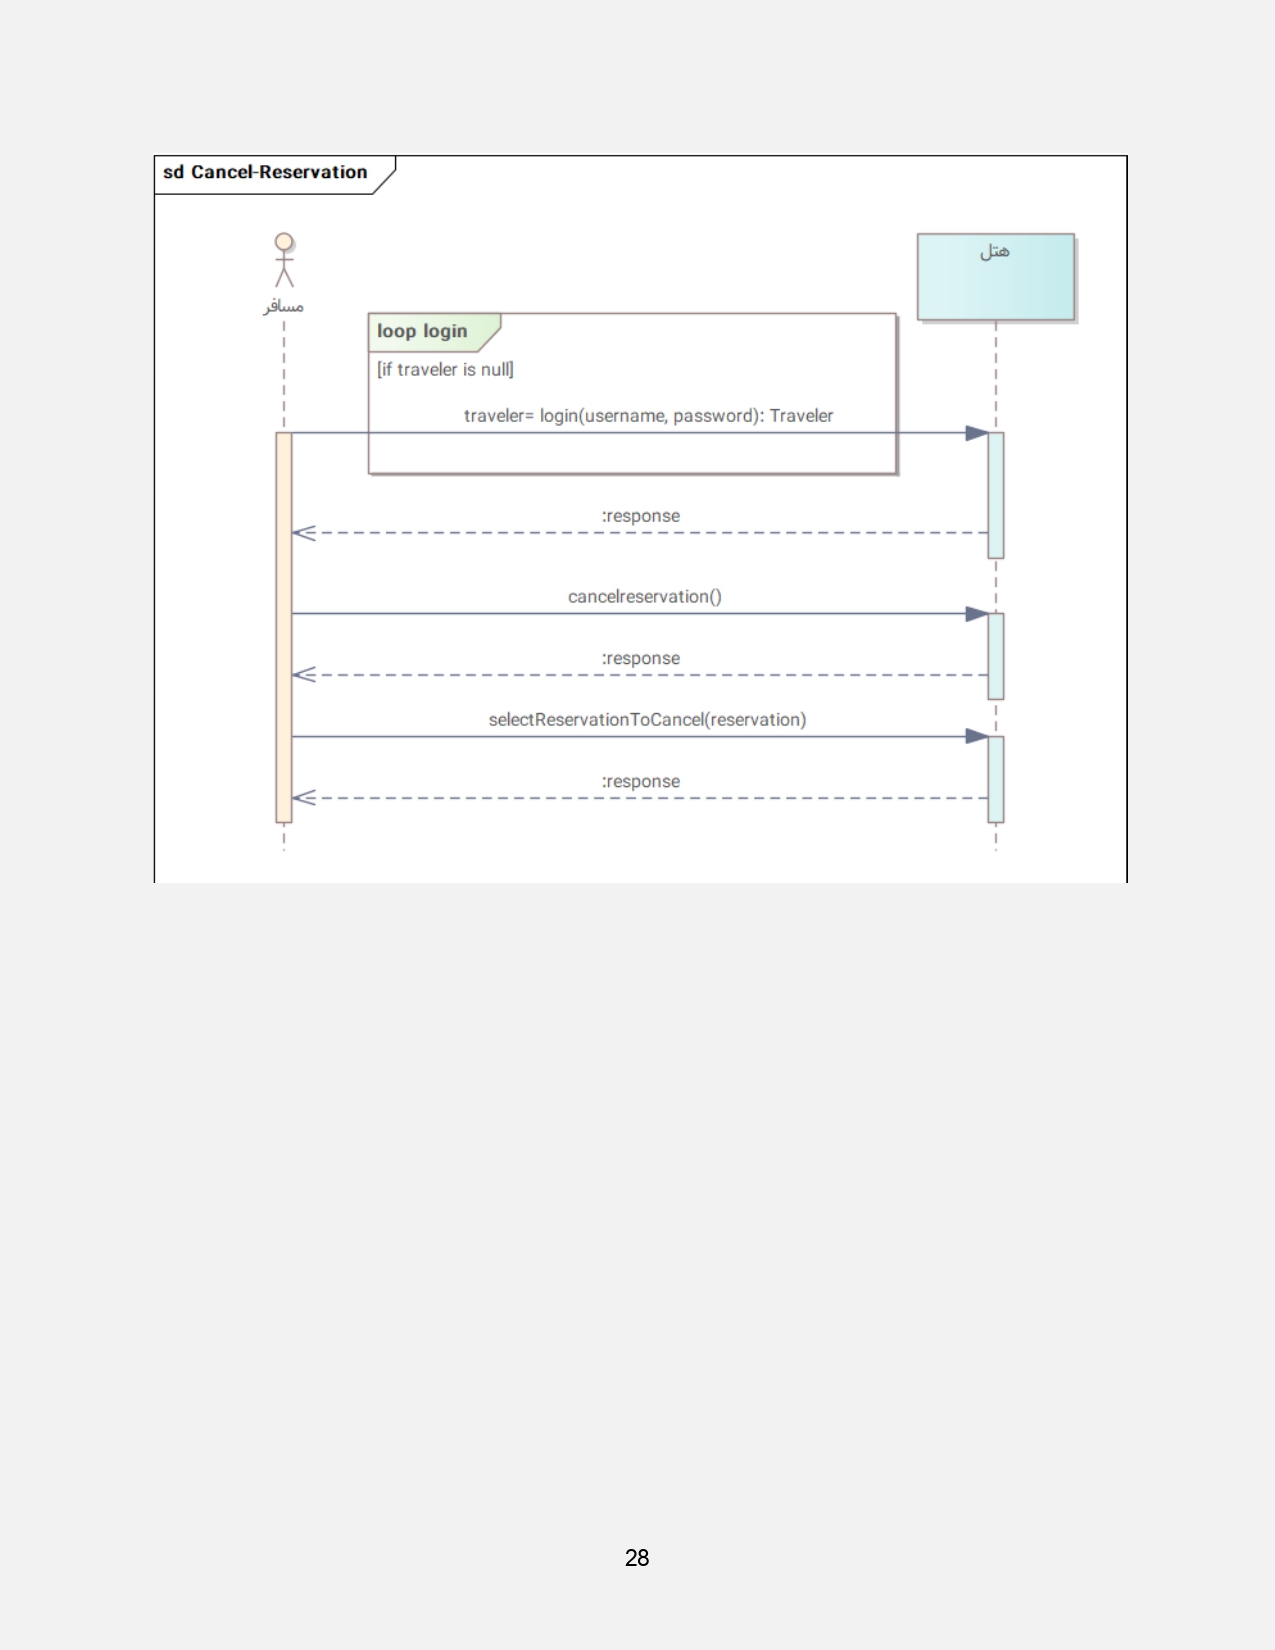 sd Cancel-Reservation
مسافر
هتل
loop login
[if traveler is null]
traveler= login(username, password): Traveler
:response
cancelreservation()
:response
selectReservationToCancel(reservation)
:response
28